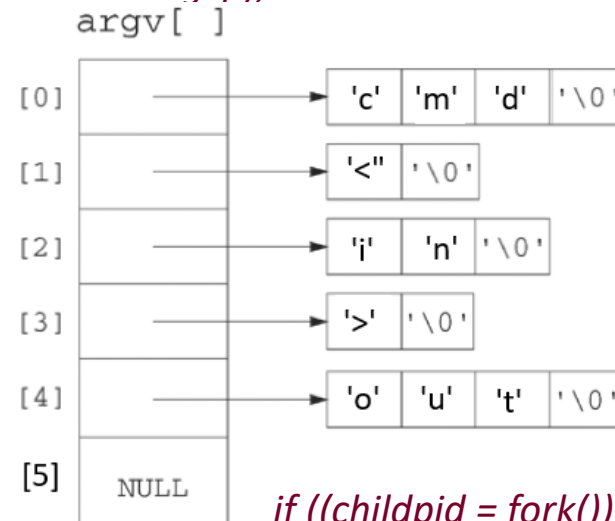 argv[ ]
[0] 'c' 'm' 'd' '\0'
[1] '<" '\0'
[2] 'i' 'n' '\0'
[3] '>' '\0'
[4] 'o' 'u' 't' '\0'
[5] NULL
if ((childpid = fork())